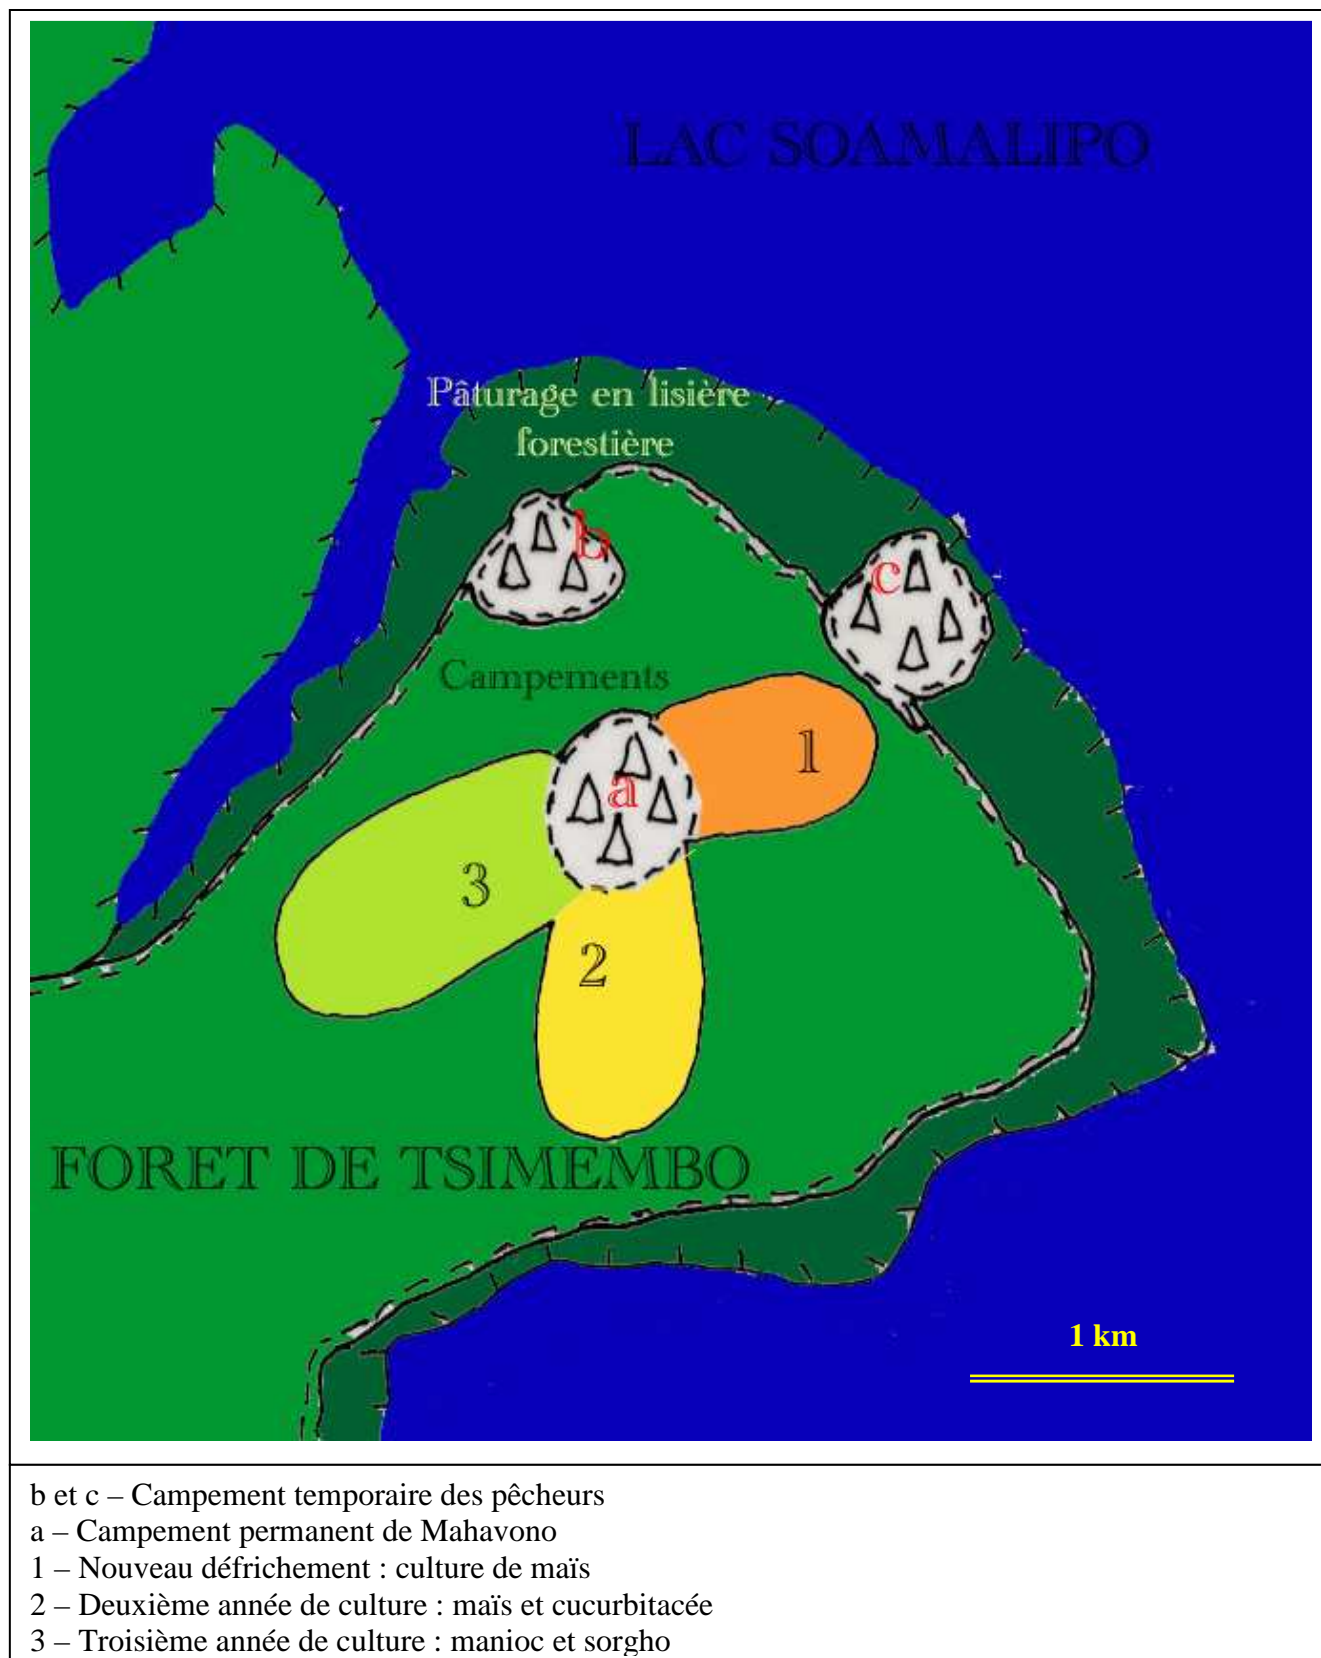 LAC SOAMALIPO
Pâturage en lisière
forestière
b
c
Campements
1
a
3
2
FORET DE TSIMEMBO
1 km
b et c – Campement temporaire des pêcheurs
a – Campement permanent de Mahavono
1 – Nouveau défrichement : culture de maïs
2 – Deuxième année de culture : maïs et cucurbitacée
3 – Troisième année de culture : manioc et sorgho